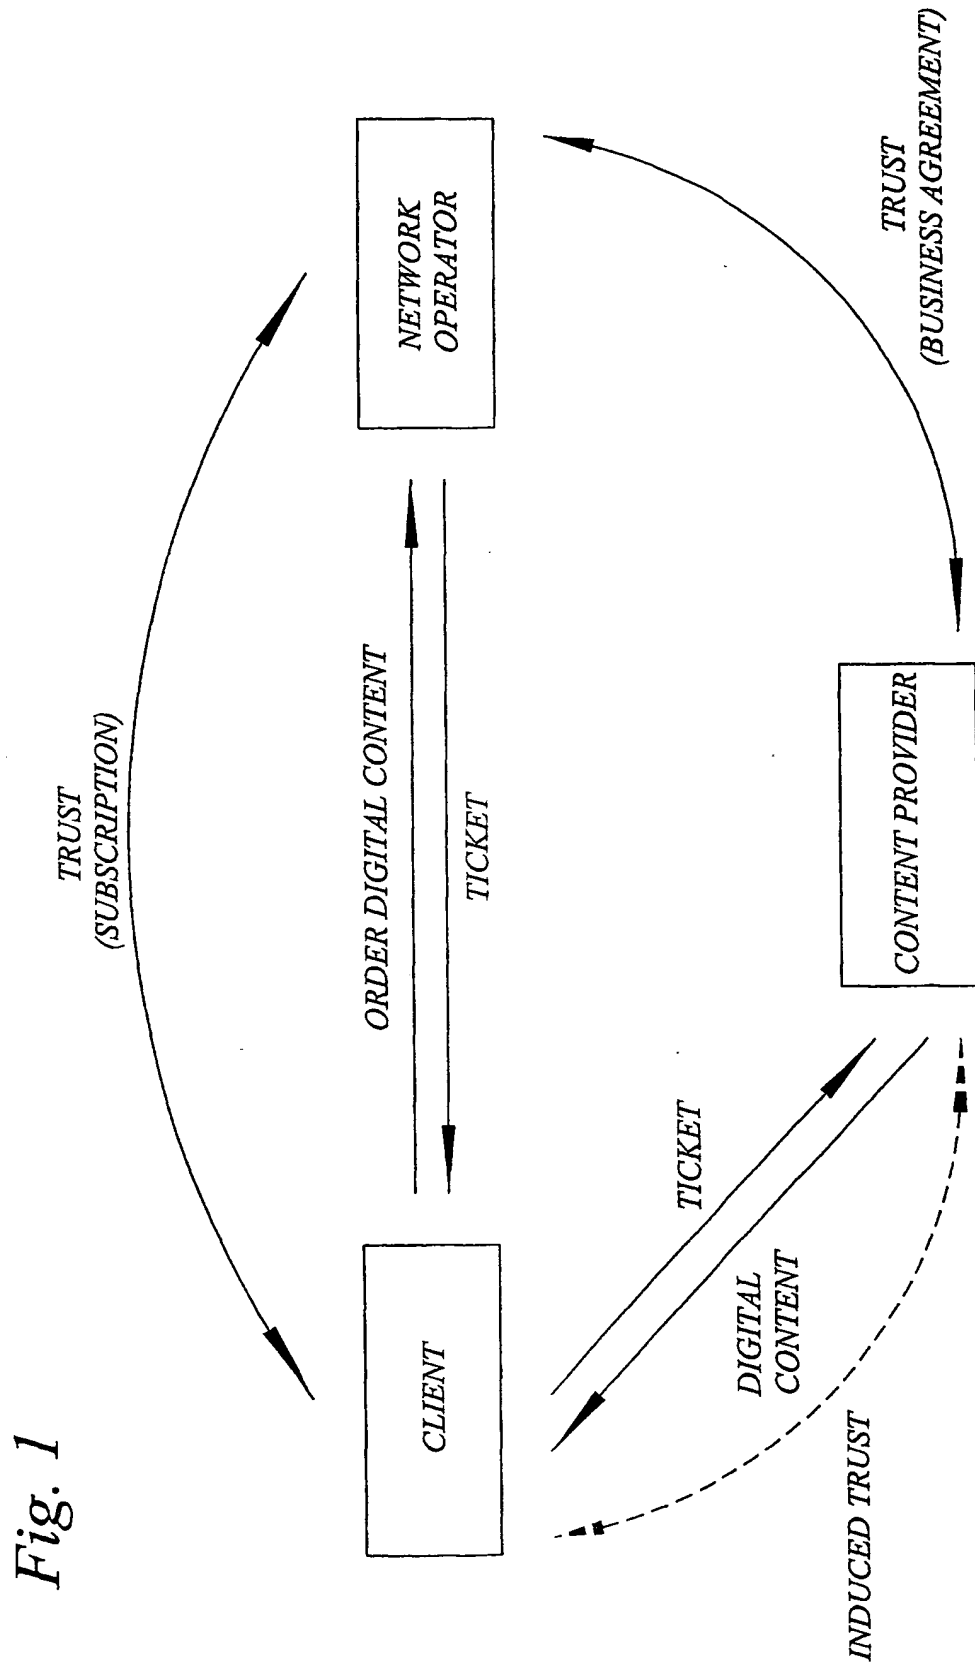 Fig. 1
TRUST
(SUBSCRIPTION)
ORDER DIGITAL CONTENT
TICKET
CLIENT
NETWORK
OPERATOR
TICKET
DIGITAL
CONTENT
INDUCED TRUST
CONTENT PROVIDER
TRUST
(BUSINESS AGREEMENT)